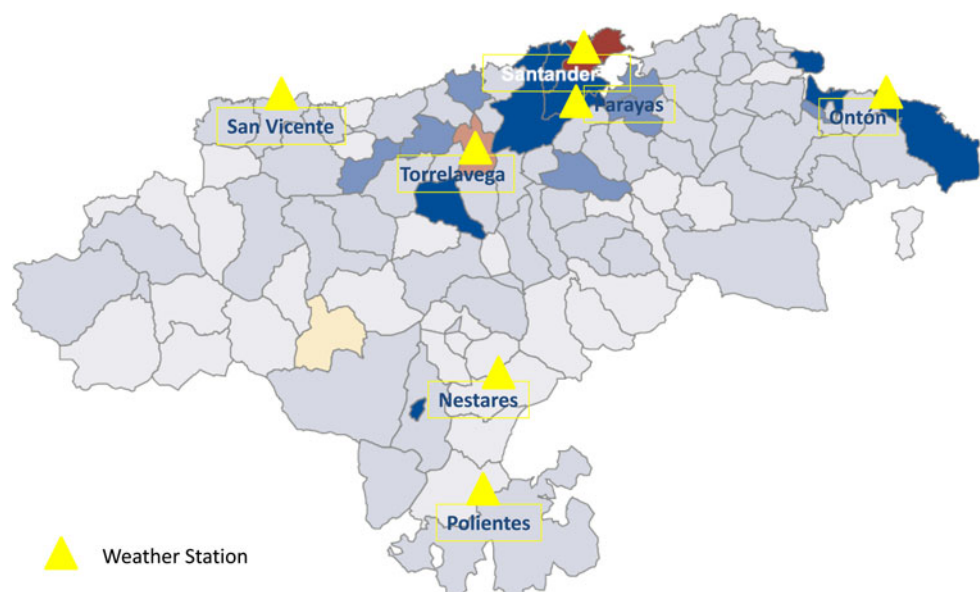 Santander
Parayas
San Vicente
Ontón
Torrelavega
Nestares
Polientes
Weather Station